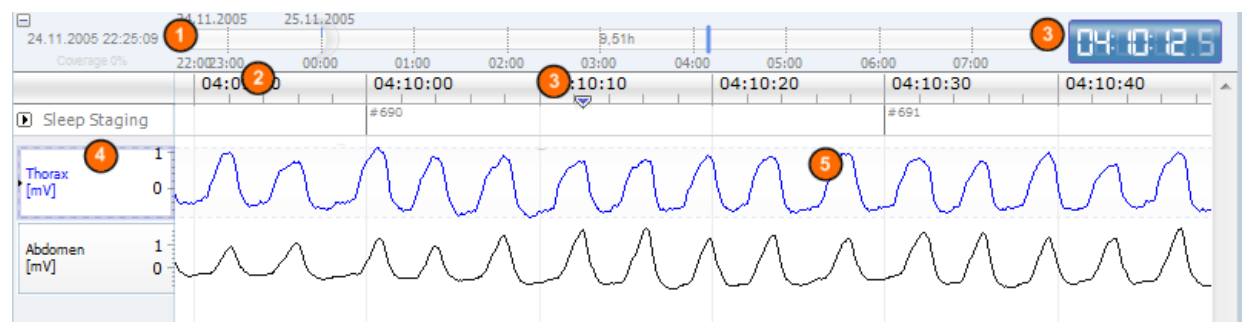 24.11.2005 25.11.2005
24.11.2005 22:25:09 1 9,51h 3 04:10:12.5
Coverage 0% 22:00 23:00 00:00 01:00 02:00 03:00 04:00 05:00 06:00 07:00
2 04:10:00 3 04:10:20 04:10:30 04:10:40
Sleep Staging #690 #691
4 1 5
Thorax
[mV] 0
Abdomen 1
[mV] 0